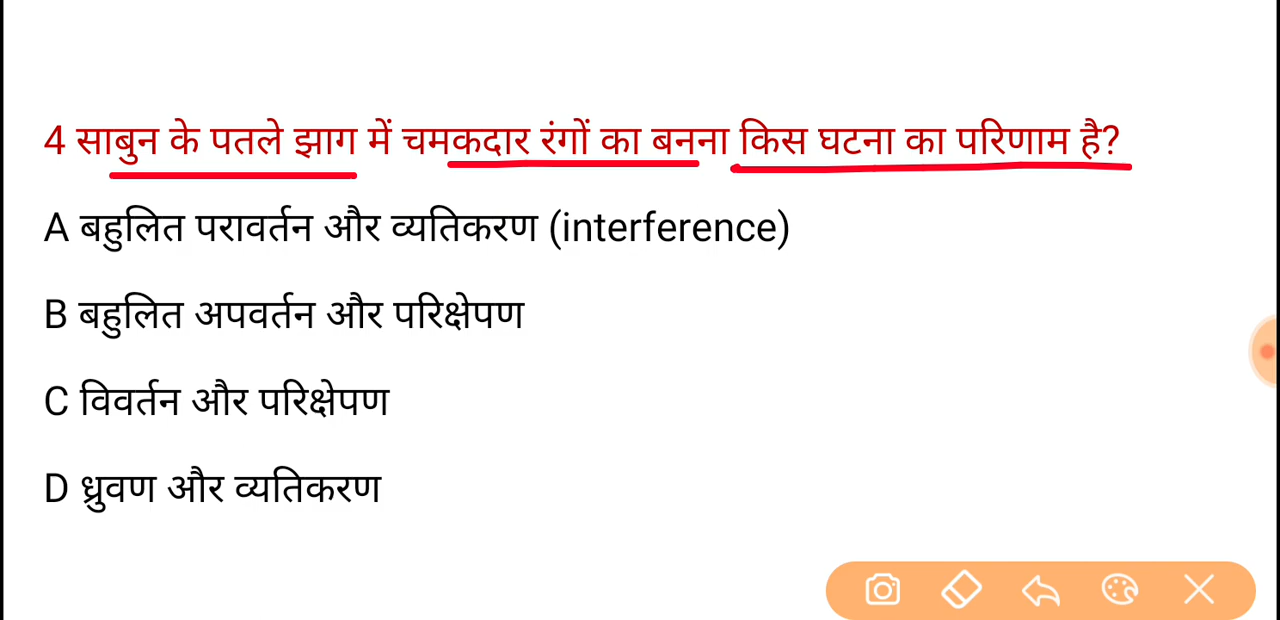 4 साबुन के पतले झाग में चमकदार रंगों का बनना किस घटना का परिणाम है?
A बहुलित परावर्तन और व्यतिकरण (interference)
B बहुलित अपवर्तन और परिक्षेपण
C विवर्तन और परिक्षेपण
D ध्रुवण और व्यतिकरण